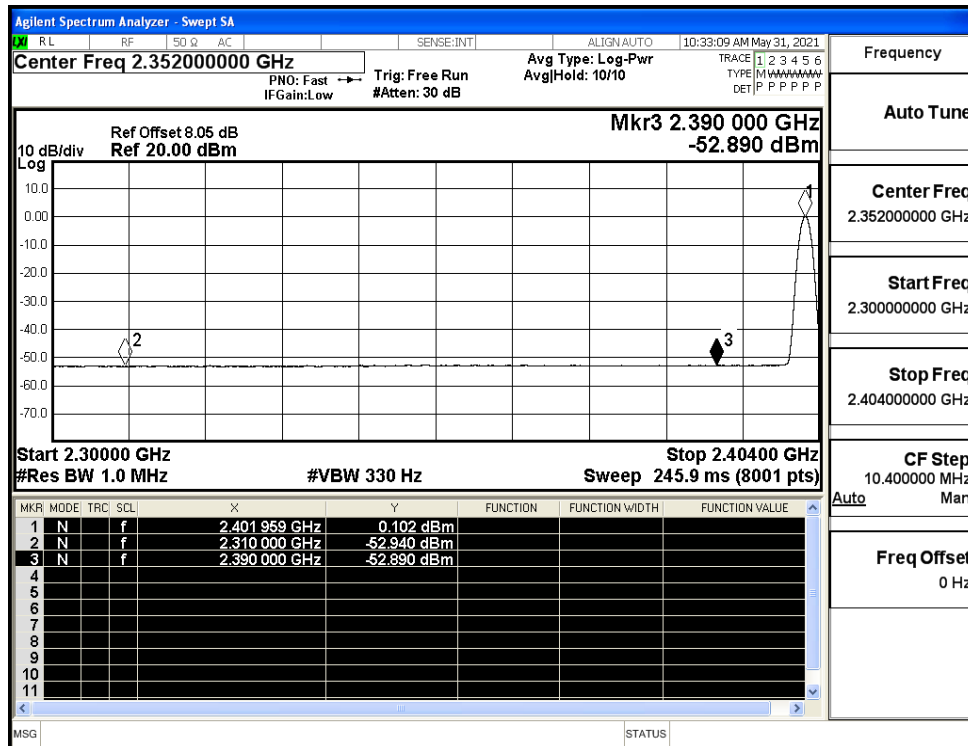 Agilent Spectrum Analyzer - Swept SA
LXI RL RF 50 Ω AC SENSE:INT ALIGN AUTO 10:33:09 AM May 31, 2021
Center Freq 2.352000000 GHz
PNO: Fast
IFGain:Low
Trig: Free Run
#Atten: 30 dB
Avg Type: Log-Pwr
Avg|Hold: 10/10
TRACE 1 2 3 4 5 6
TYPE M W W W W W
DET P P P P P P
Mkr3 2.390 000 GHz
-52.890 dBm
Ref Offset 8.05 dB
10 dB/div Ref 20.00 dBm
Log
10.0
0.00
-10.0
-20.0
-30.0
-40.0
-50.0
-60.0
-70.0
1
2
3
Start 2.30000 GHz Stop 2.40400 GHz
#Res BW 1.0 MHz #VBW 330 Hz Sweep 245.9 ms (8001 pts)
MKR MODE TRC SCL X Y FUNCTION FUNCTION WIDTH FUNCTION VALUE
1 N f 2.401 959 GHz 0.102 dBm
2 N f 2.310 000 GHz -52.940 dBm
3 N f 2.390 000 GHz -52.890 dBm
4
5
6
7
8
9
10
11
MSG STATUS
Frequency
Auto Tune
Center Freq
2.352000000 GHz
Start Freq
2.300000000 GHz
Stop Freq
2.404000000 GHz
CF Step
10.400000 MHz
Auto Man
Freq Offset
0 Hz